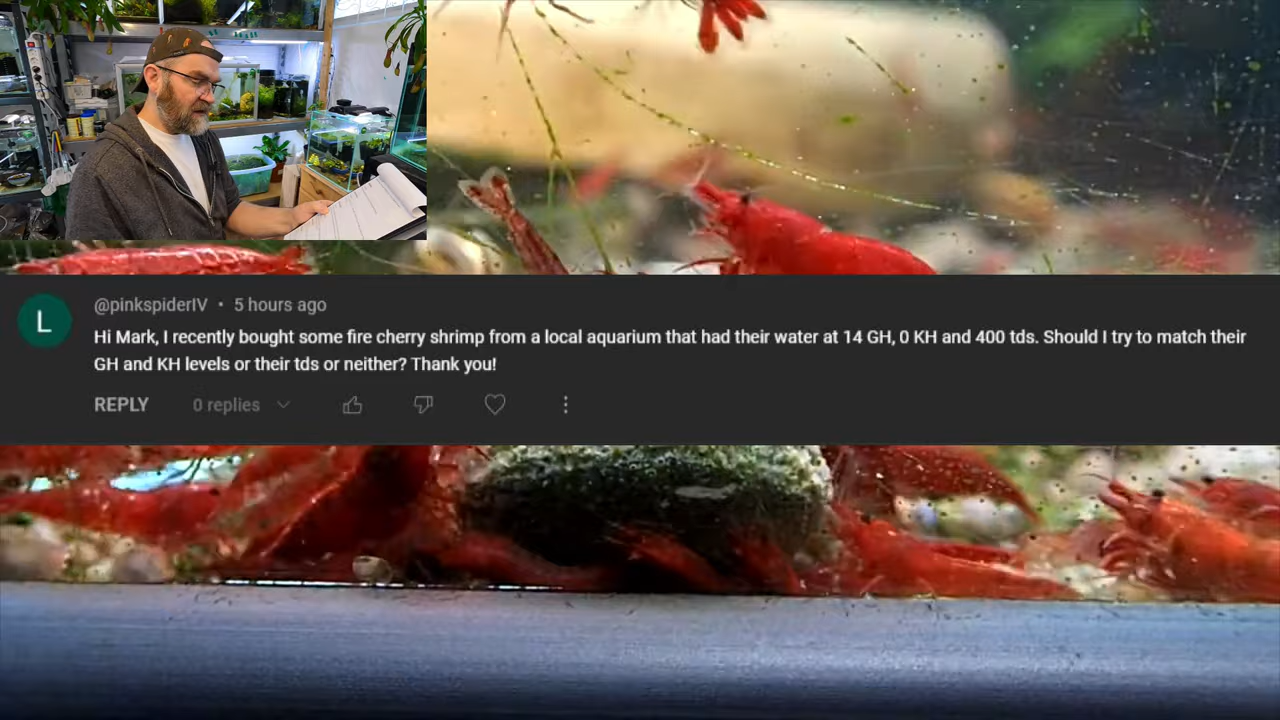 @pinkspiderIV • 5 hours ago
L
Hi Mark, I recently bought some fire cherry shrimp from a local aquarium that had their water at 14 GH, 0 KH and 400 tds. Should I try to match their
GH and KH levels or their tds or neither? Thank you!
REPLY 0 replies